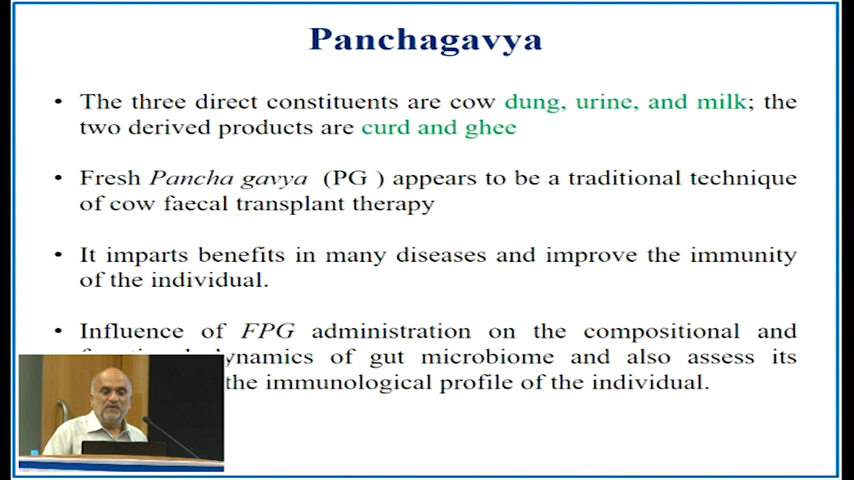 Panchagavya
• The three direct constituents are cow dung, urine, and milk; the
two derived products are curd and ghee
• Fresh Pancha gavya (PG ) appears to be a traditional technique
of cow faecal transplant therapy
• It imparts benefits in many diseases and improve the immunity
of the individual.
• Influence of FPG administration on the compositional and
dynamics of gut microbiome and also assess its
the immunological profile of the individual.